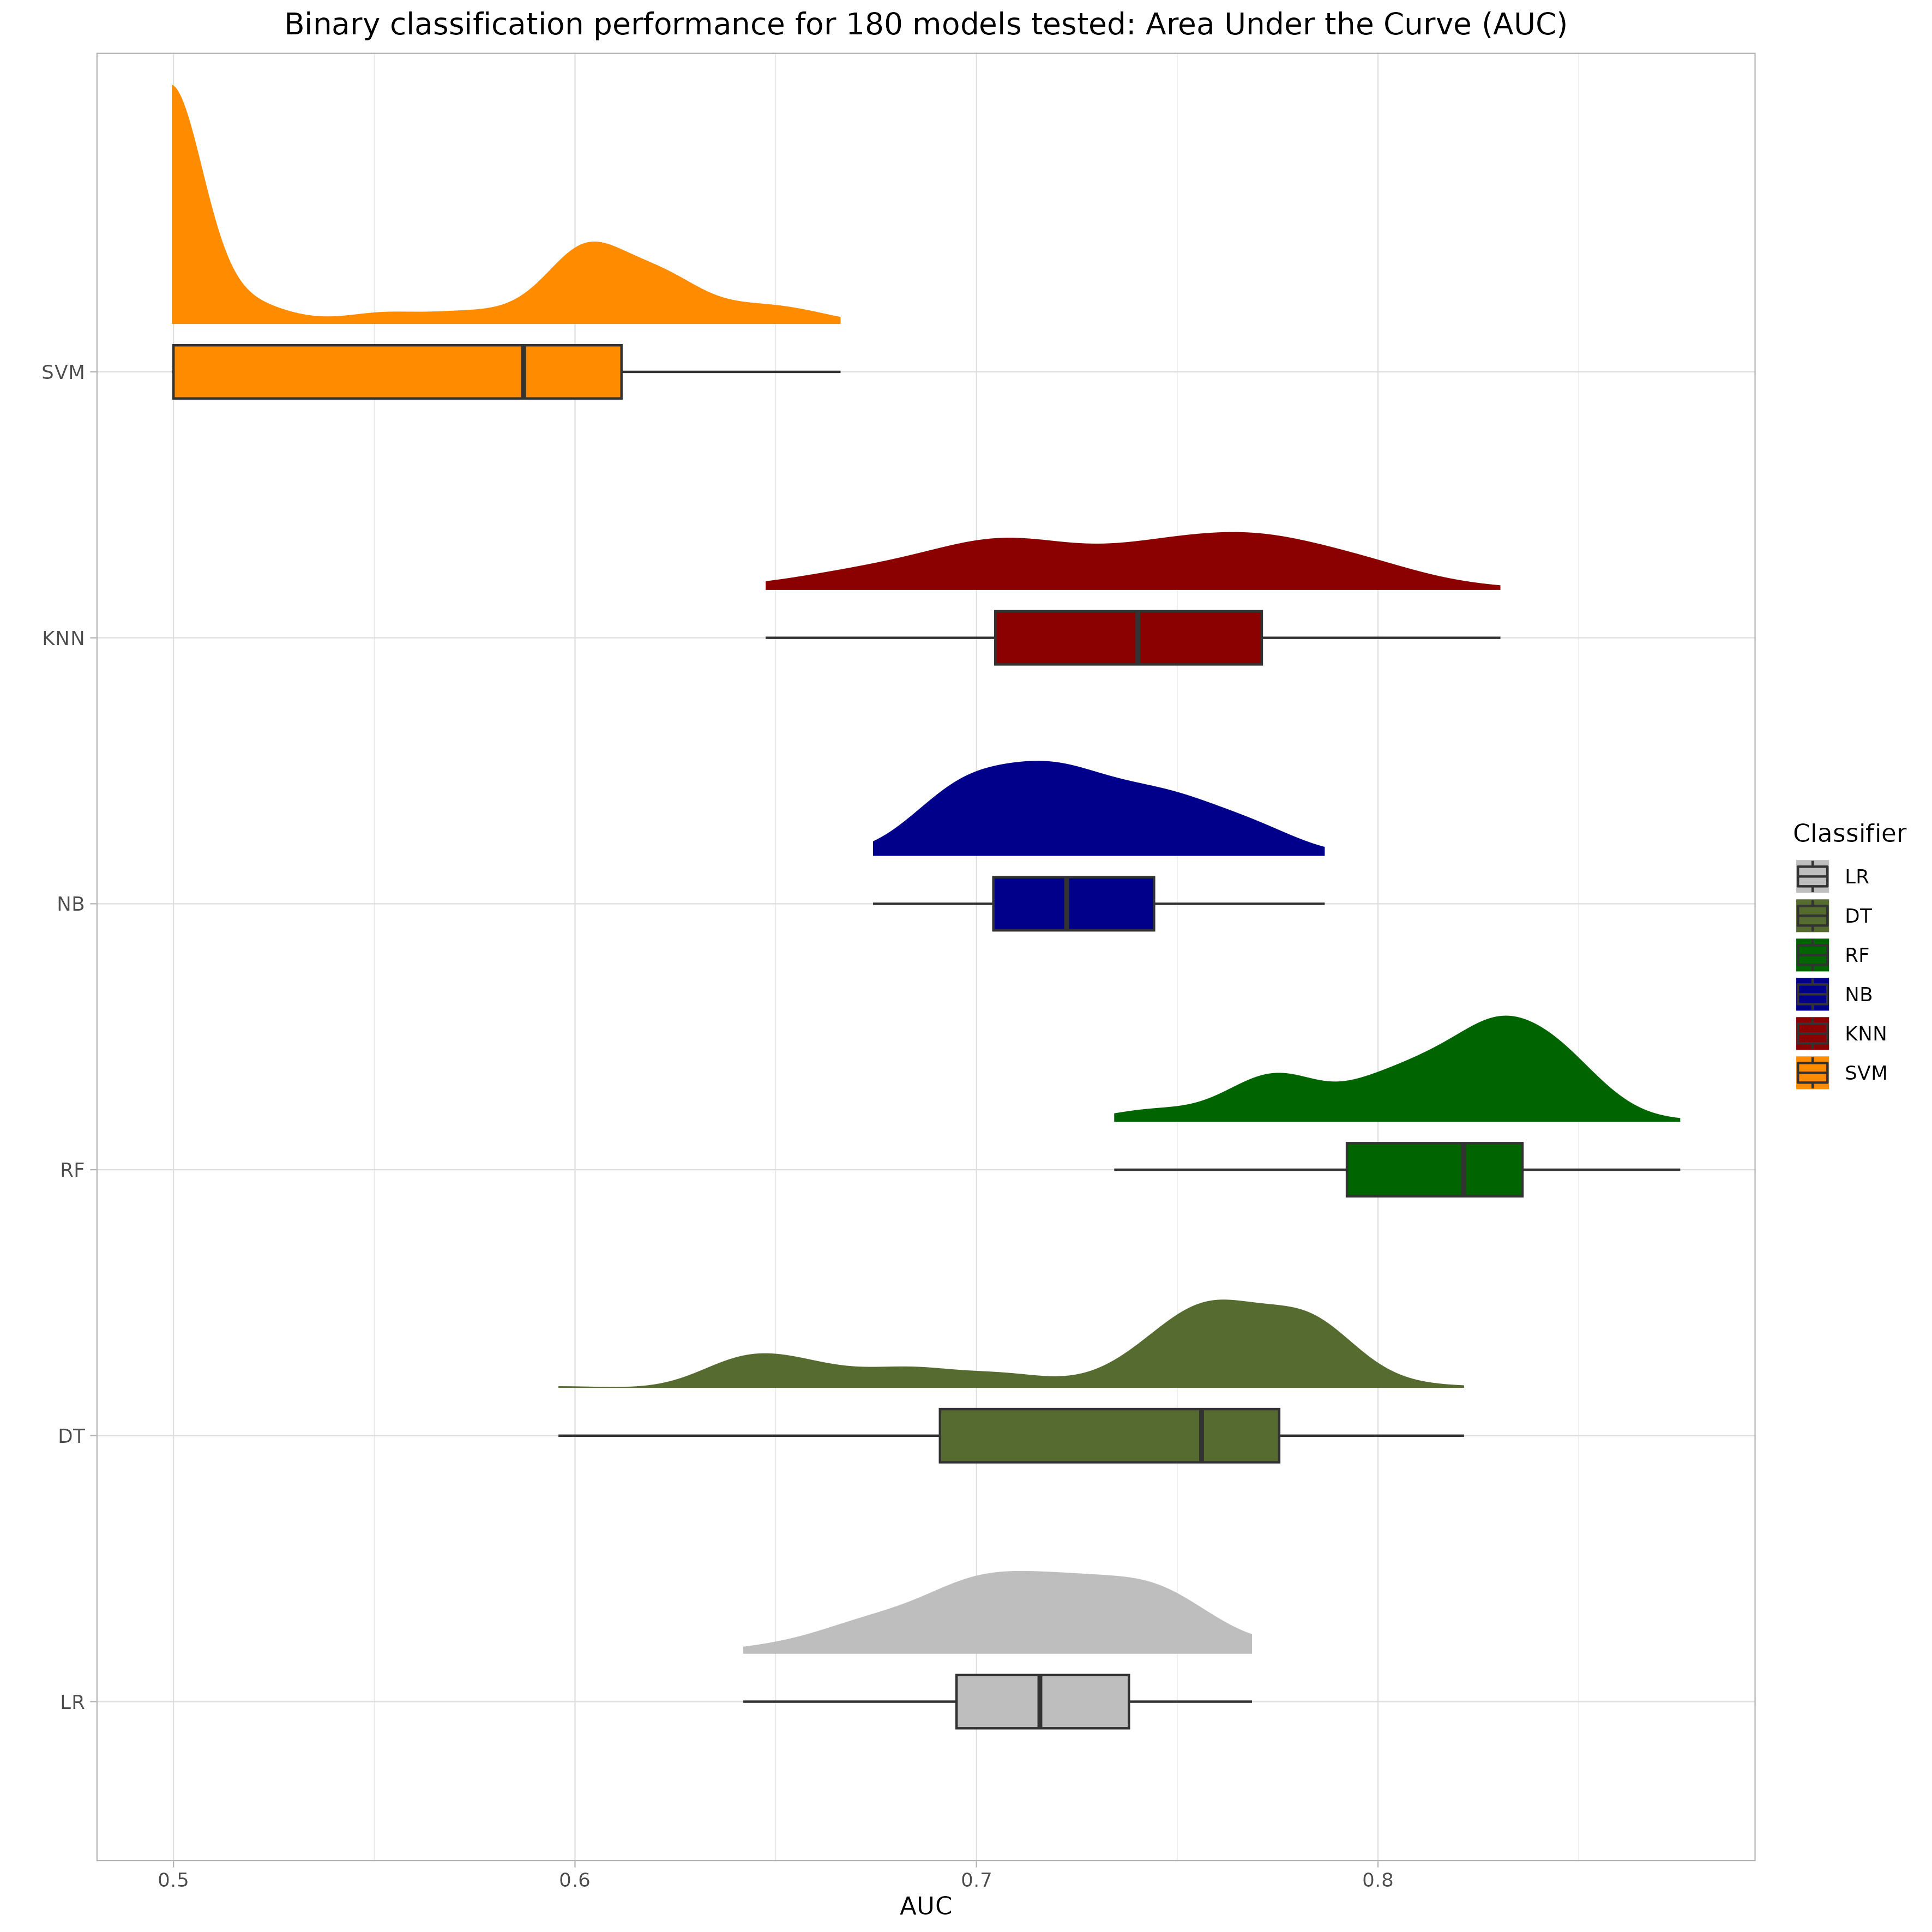 Binary classification performance for 180 models tested: Area Under the Curve (AUC)
SVM
KNN
NB
RF
DT
LR
0.5 0.6 0.7 0.8
AUC
Classifier
LR
DT
RF
NB
KNN
SVM